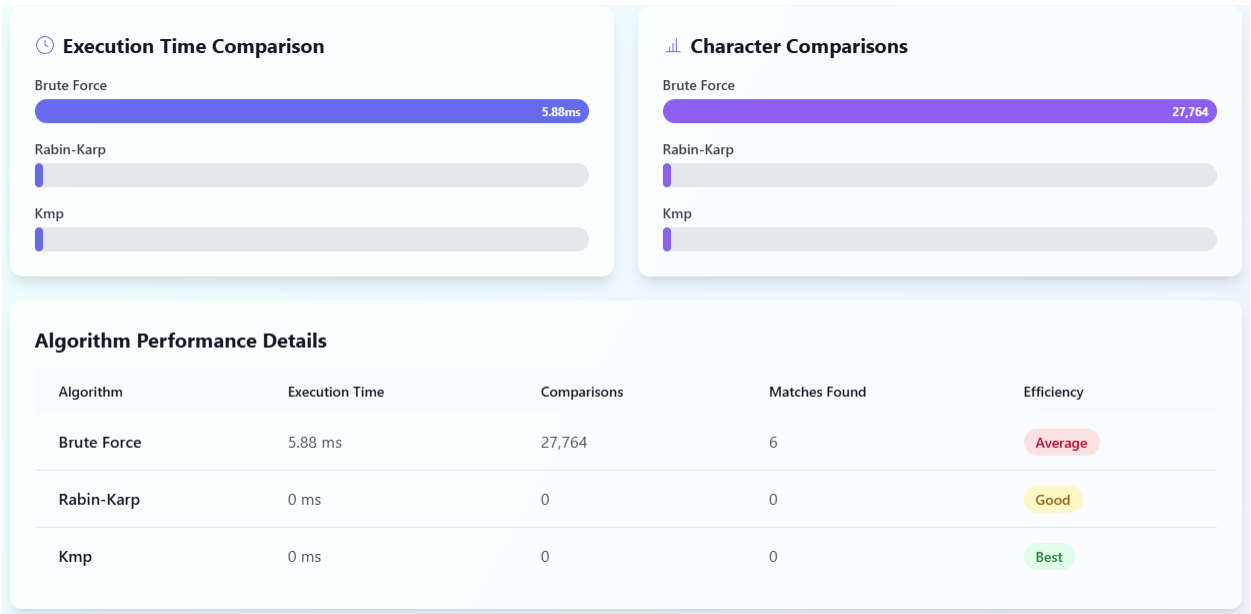 Execution Time Comparison
Brute Force
5.88ms
Rabin-Karp
Kmp
Character Comparisons
Brute Force
27,764
Rabin-Karp
Kmp
Algorithm Performance Details
Algorithm Execution Time Comparisons Matches Found Efficiency
Brute Force 5.88 ms 27,764 6 Average
Rabin-Karp 0 ms 0 0 Good
Kmp 0 ms 0 0 Best